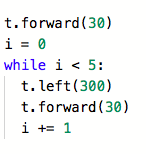 t.forward(30)
i = 0
while i < 5:
  t.left(300)
  t.forward(30)
  i += 1